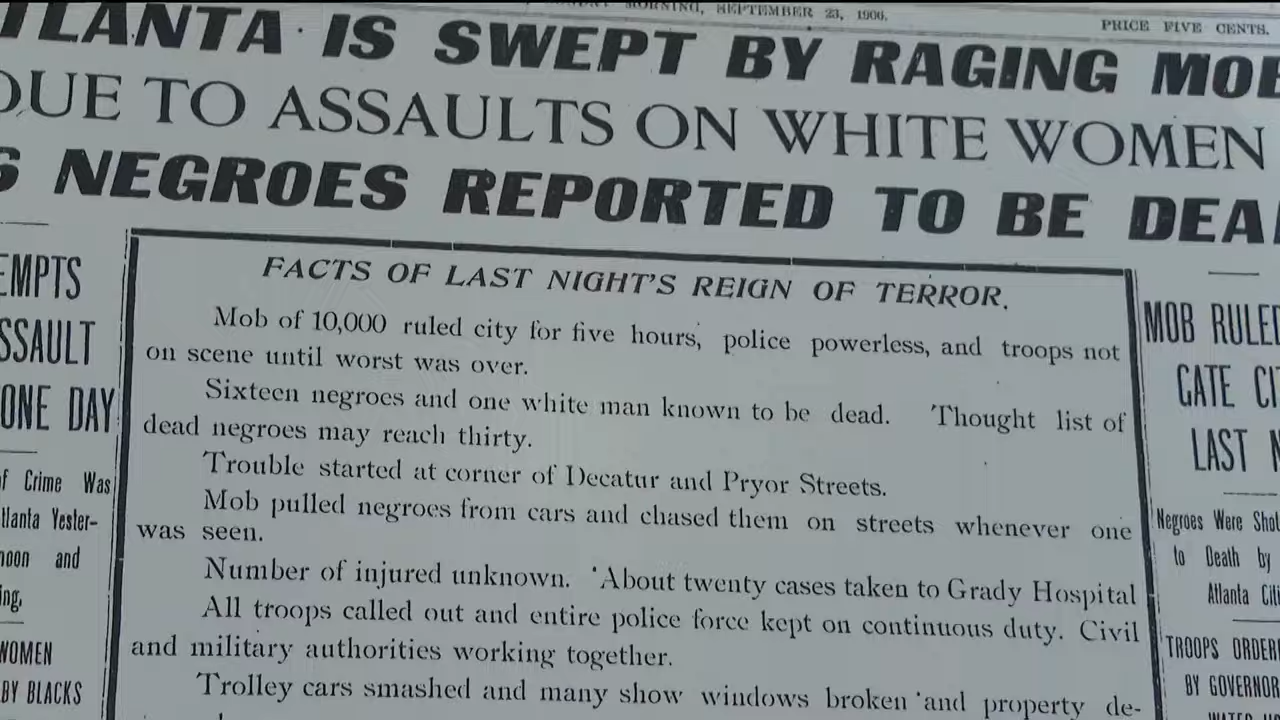 MORNING, SEPTEMBER 23, 1906.
PRICE FIVE CENTS.
TLANTA IS SWEPT BY RAGING MOB
DUE TO ASSAULTS ON WHITE WOMEN
6 NEGROES REPORTED TO BE DEA
EMPTS
SSAULT
ONE DAY
f Crime Was
tlanta Yester-
noon and
ing.
WOMEN
BY BLACKS
FACTS OF LAST NIGHT'S REIGN OF TERROR.
Mob of 10,000 ruled city for five hours, police powerless, and troops not
on scene until worst was over.
Sixteen negroes and one white man known to be dead. Thought list of
dead negroes may reach thirty.
Trouble started at corner of Decatur and Pryor Streets.
Mob pulled negroes from cars and chased them on streets whenever one
was seen.
Number of injured unknown. About twenty cases taken to Grady Hospital
All troops called out and entire police force kept on continuous duty. Civil
and military authorities working together.
Trolley cars smashed and many show windows broken and property de-
MOB RULED
GATE CI
LAST N
Negroes Were Shot
to Death by
Atlanta Citi
TROOPS ORDER
BY GOVERNOR